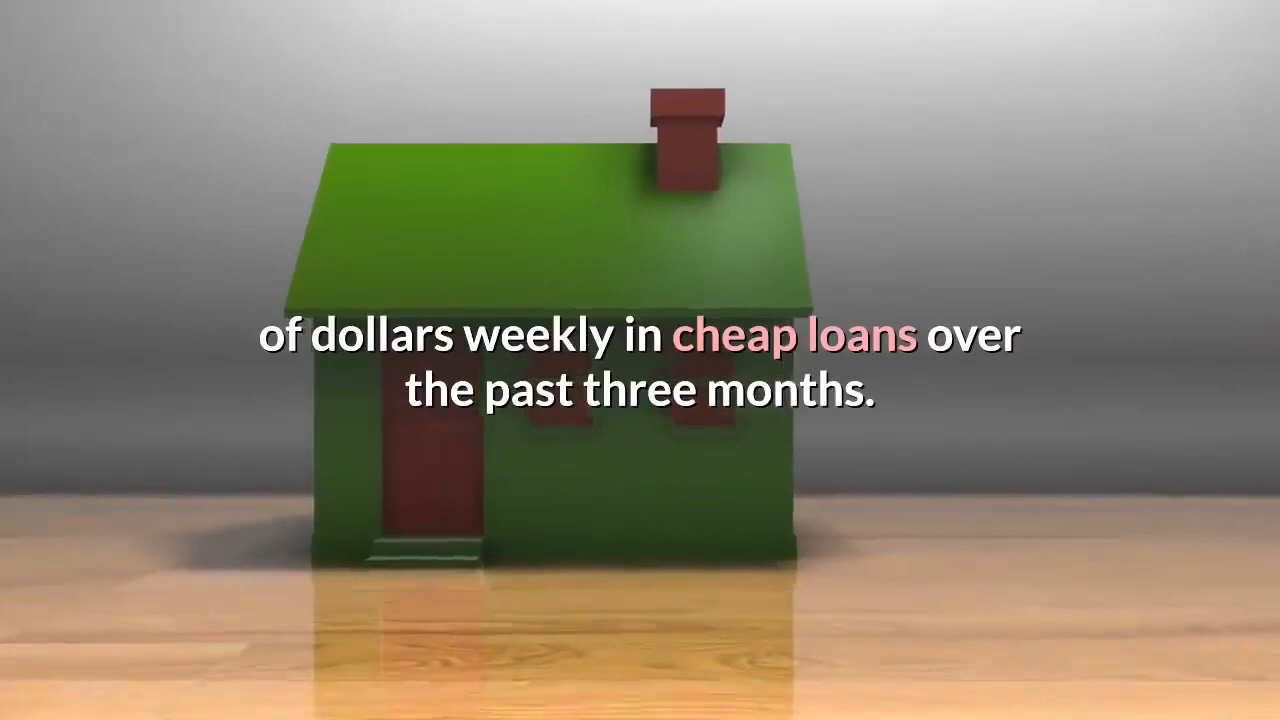 of dollars weekly in cheap loans over
the past three months.